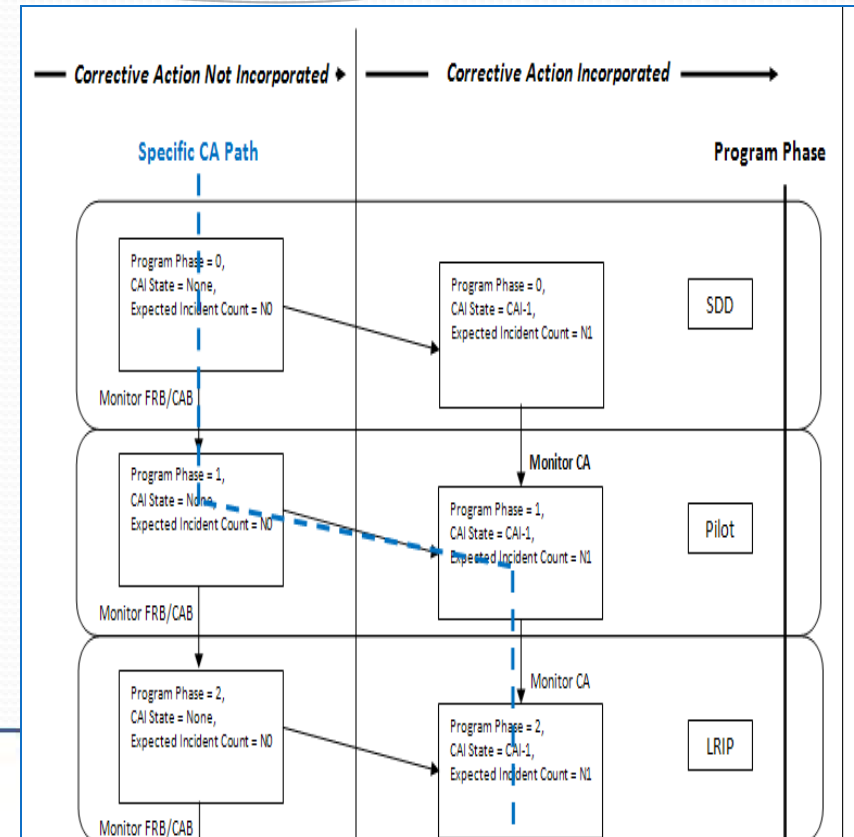 Corrective Action Not Incorporated
Corrective Action Incorporated
Specific CA Path
Program Phase
Program Phase = 0,
CAI State = None,
Expected Incident Count = N0
Program Phase = 0,
CAI State = CAI-1,
Expected Incident Count = N1
SDD
Monitor FRB/CAB
Monitor CA
Program Phase = 1,
CAI State = None,
Expected Incident Count = N0
Program Phase = 1,
CAI State = CAI-1,
Expected Incident Count = N1
Pilot
Monitor FRB/CAB
Monitor CA
Program Phase = 2,
CAI State = None,
Expected Incident Count = N0
Program Phase = 2,
CAI State = CAI-1,
Expected Incident Count = N1
LRIP
Monitor FRB/CAB